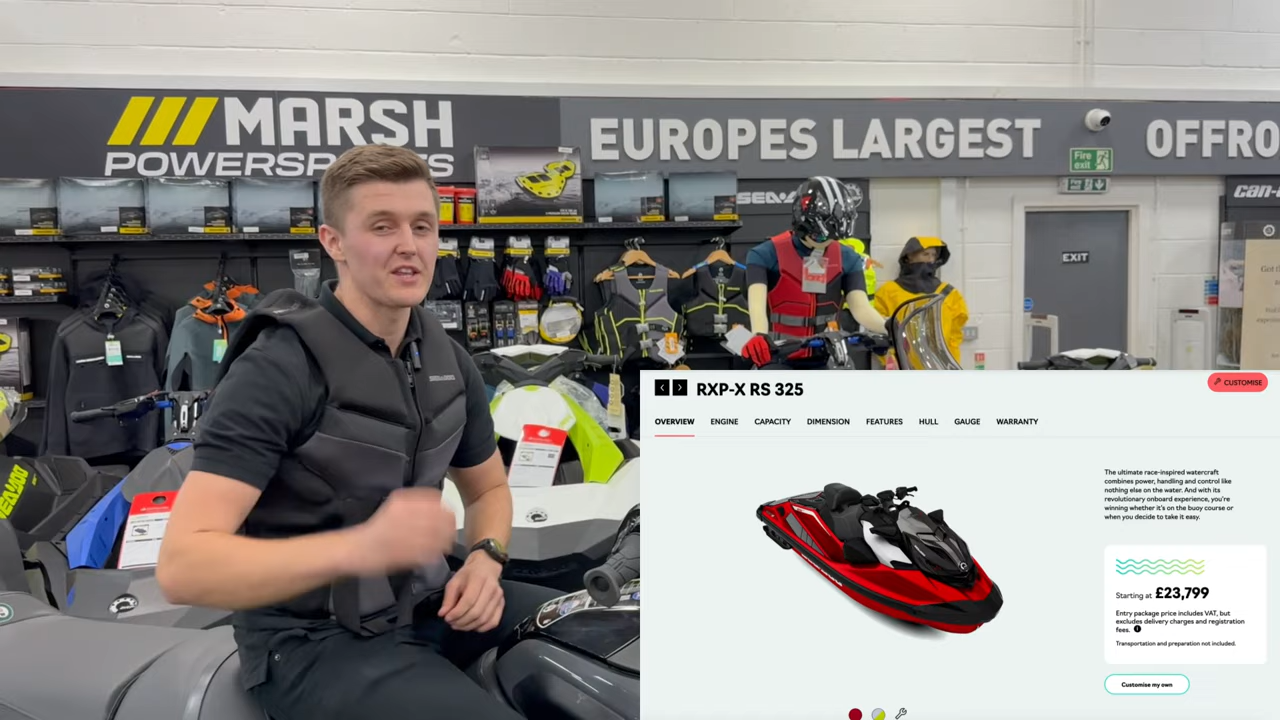 MARSH
POWERSPORTS
EUROPES LARGEST
OFFRO
Fire exit
SEA-DOO
can-am
EXIT
RXP-X RS 325
CUSTOMISE
OVERVIEW ENGINE CAPACITY DIMENSION FEATURES HULL GAUGE WARRANTY
The ultimate race-inspired watercraft
combines power, handling and control like
nothing else on the water. And with its
revolutionary onboard experience, you're
winning whether it's on the buoy course or
when you decide to take it easy.
Starting at £23,799
Entry package price includes VAT, but
excludes delivery charges and registration
fees.
Transportation and preparation not included.
Customise my own